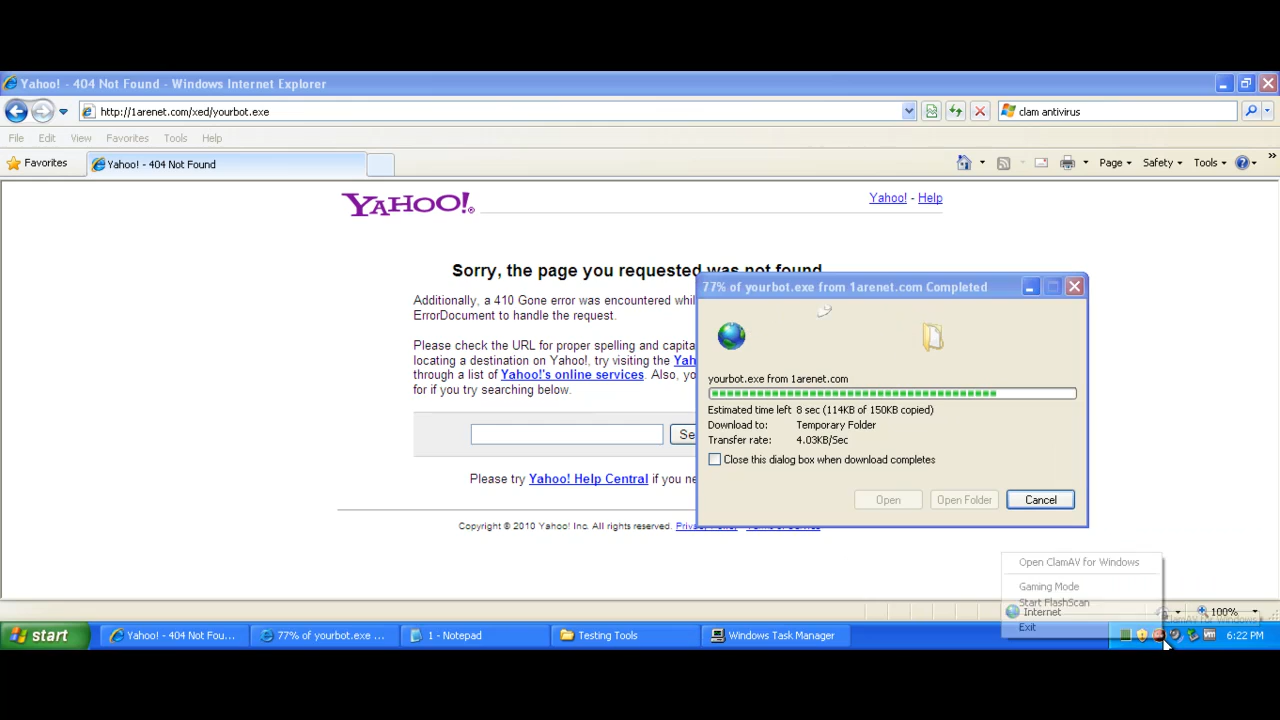 Yahoo! - 404 Not Found - Windows Internet Explorer
http://1arenet.com/xed/yourbot.exe
clam antivirus
File Edit View Favorites Tools Help
Favorites
Yahoo! - 404 Not Found
Page Safety Tools
YAHOO!
Yahoo! - Help
Sorry, the page you requested was not found.
Additionally, a 410 Gone error was encountered whil
ErrorDocument to handle the request.
Please check the URL for proper spelling and capita
locating a destination on Yahoo!, try visiting the Yah
through a list of Yahoo!'s online services. Also, yo
for if you try searching below.
Se
Please try Yahoo! Help Central if you ne
Copyright © 2010 Yahoo! Inc. All rights reserved.
77% of yourbot.exe from 1arenet.com Completed
yourbot.exe from 1arenet.com
Estimated time left 8 sec (114KB of 150KB copied)
Download to: Temporary Folder
Transfer rate: 4.03KB/Sec
Close this dialog box when download completes
Open Open Folder Cancel
Open ClamAV for Windows
Gaming Mode
Start FlashScan
Internet
Exit
100%
start
Yahoo! - 404 Not Fou...
77% of yourbot.exe ...
1 - Notepad
Testing Tools
Windows Task Manager
6:22 PM